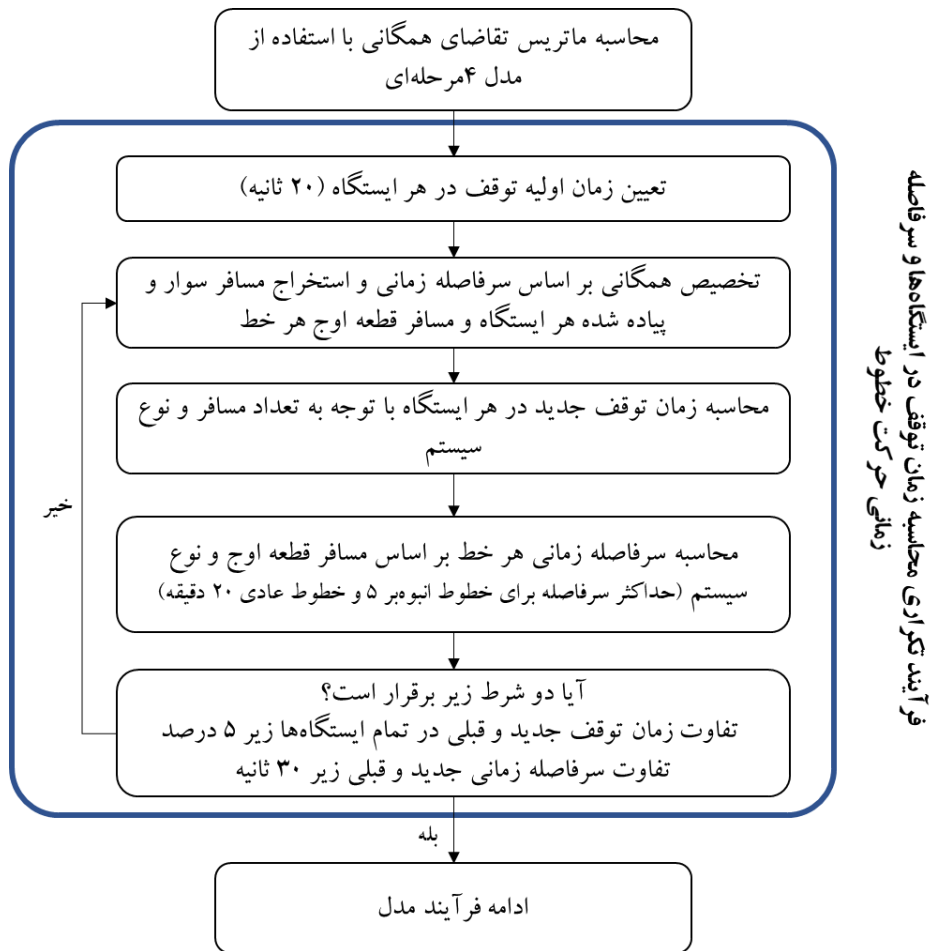 محاسبه ماتریس تقاضای همگانی با استفاده از
مدل ۴مرحله‌ای
تعیین زمان اولیه توقف در هر ایستگاه (۲۰ ثانیه)
تخصیص همگانی بر اساس سرفاصله زمانی و استخراج مسافر سوار و
پیاده شده هر ایستگاه و مسافر قطعه اوج هر خط
محاسبه زمان توقف جدید در هر ایستگاه با توجه به تعداد مسافر و نوع
سیستم
محاسبه سرفاصله زمانی هر خط بر اساس مسافر قطعه اوج و نوع
سیستم (حداکثر سرفاصله برای خطوط انبوه‌بر ۵ و خطوط عادی ۲۰ دقیقه)
آیا دو شرط زیر برقرار است؟
تفاوت زمان توقف جدید و قبلی در تمام ایستگاه‌ها زیر ۵ درصد
تفاوت سرفاصله زمانی جدید و قبلی زیر ۳۰ ثانیه
خیر
بله
ادامه فرآیند مدل
فرآیند تکراری محاسبه زمان توقف در ایستگاه‌ها و سرفاصله
زمانی حرکت خطوط